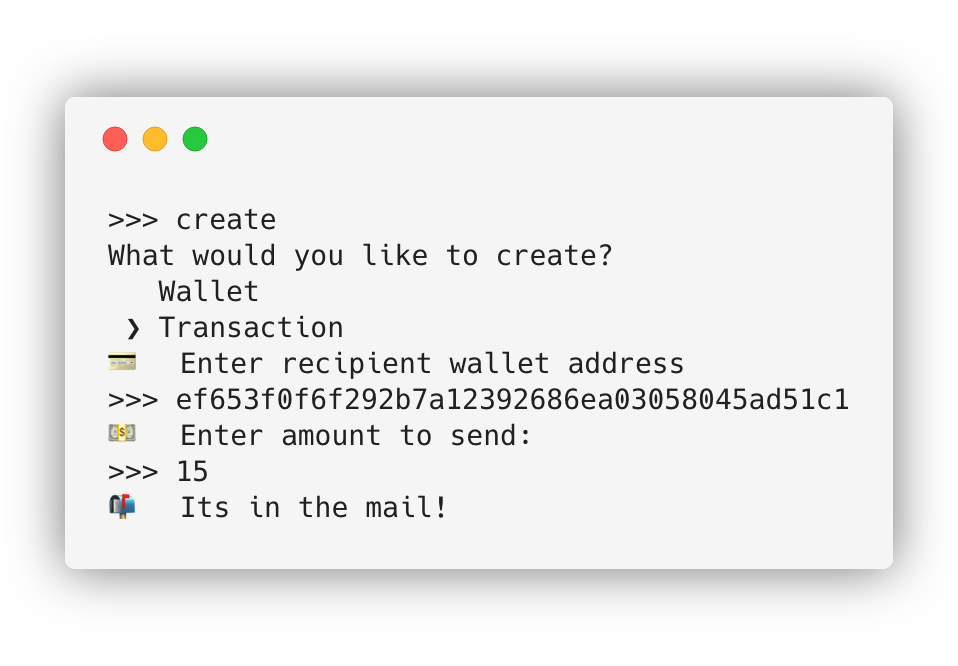 >>> create
What would you like to create?
Wallet
❯ Transaction
💳 Enter recipient wallet address
>>> ef653f0f6f292b7a12392686ea03058045ad51c1
💵 Enter amount to send:
>>> 15
📬 Its in the mail!